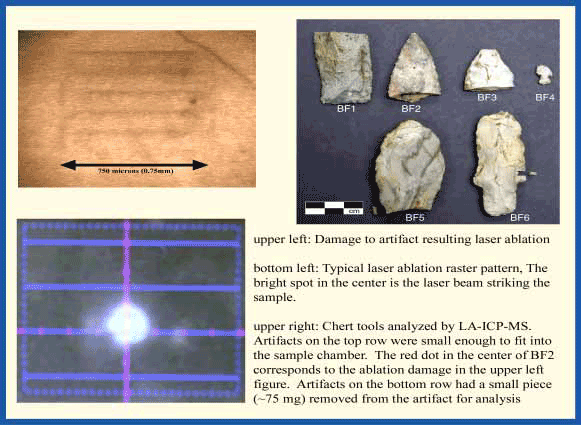 750 microns (0.75mm)
BF1
BF2
BF3
BF4
BF5
BF6
cm
upper left: Damage to artifact resulting laser ablation
bottom left: Typical laser ablation raster pattern, The
bright spot in the center is the laser beam striking the
sample.
upper right: Chert tools analyzed by LA-ICP-MS.
Artifacts on the top row were small enough to fit into
the sample chamber. The red dot in the center of BF2
corresponds to the ablation damage in the upper left
figure. Artifacts on the bottom row had a small piece
(~75 mg) removed from the artifact for analysis